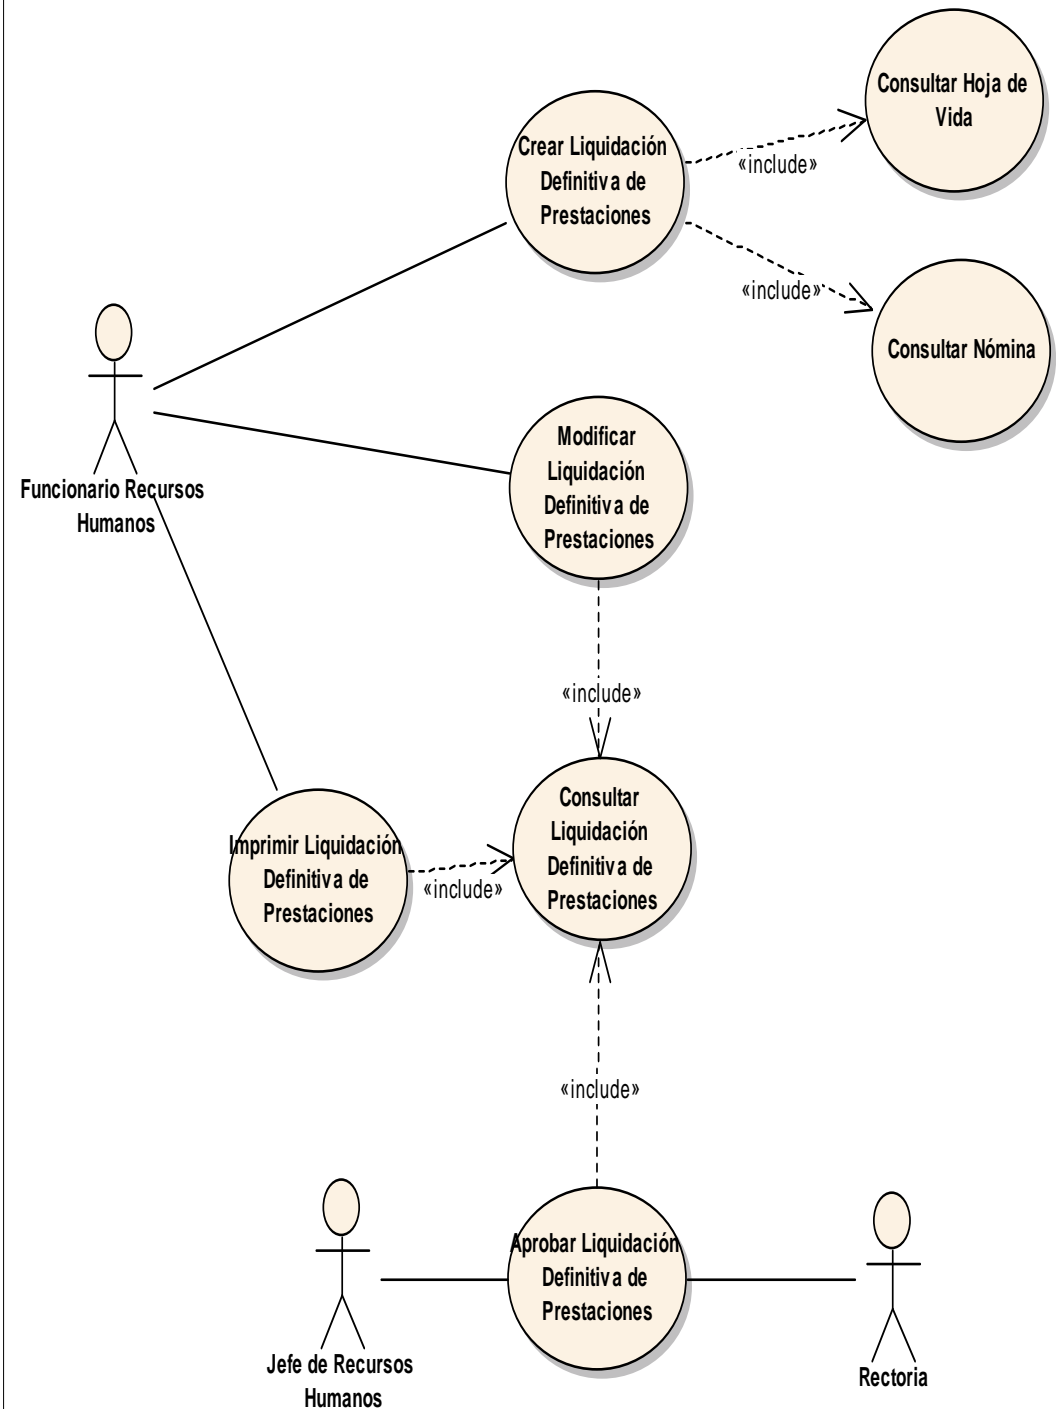 Consultar Hoja de
Vida
Crear Liquidación
Definitiva de
Prestaciones
«include»
«include»
Consultar Nómina
Modificar
Liquidación
Definitiva de
Prestaciones
Funcionario Recursos
Humanos
«include»
Consultar
Liquidación
Definitiva de
Prestaciones
Imprimir Liquidación
Definitiva de
Prestaciones
«include»
«include»
Aprobar Liquidación
Definitiva de
Prestaciones
Jefe de Recursos
Humanos
Rectoria